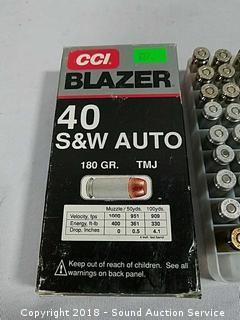 CCI.
BLAZER
40
S&W AUTO
180 GR. TMJ
Muzzle / 50yds. 100yds.
Velocity, fps 1000 951 909
Energy, ft-lb 400 361 330
Drop, Inches 0 0.5 4.1
Keep out of reach of children. See all
warnings on back panel.
Copyright 2018 - Sound Auction Service